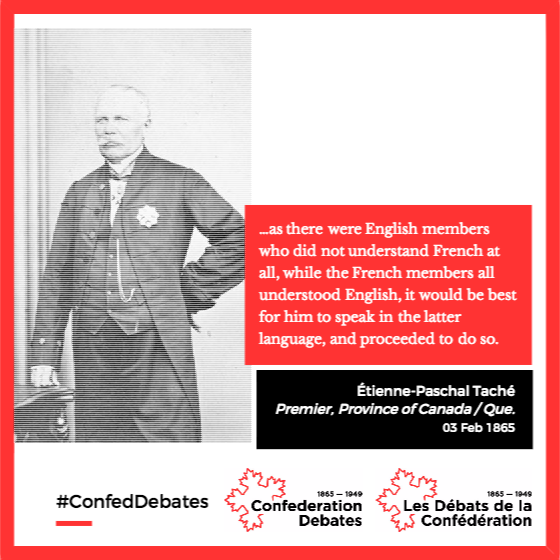 ...as there were English members
who did not understand French at
all, while the French members all
understood English, it would be best
for him to speak in the latter
language, and proceeded to do so.
Étienne-Paschal Taché
Premier, Province of Canada / Que.
03 Feb 1865
#ConfedDebates
1865 — 1949
Confederation
Debates
1865 — 1949
Les Débats de la
Confédération